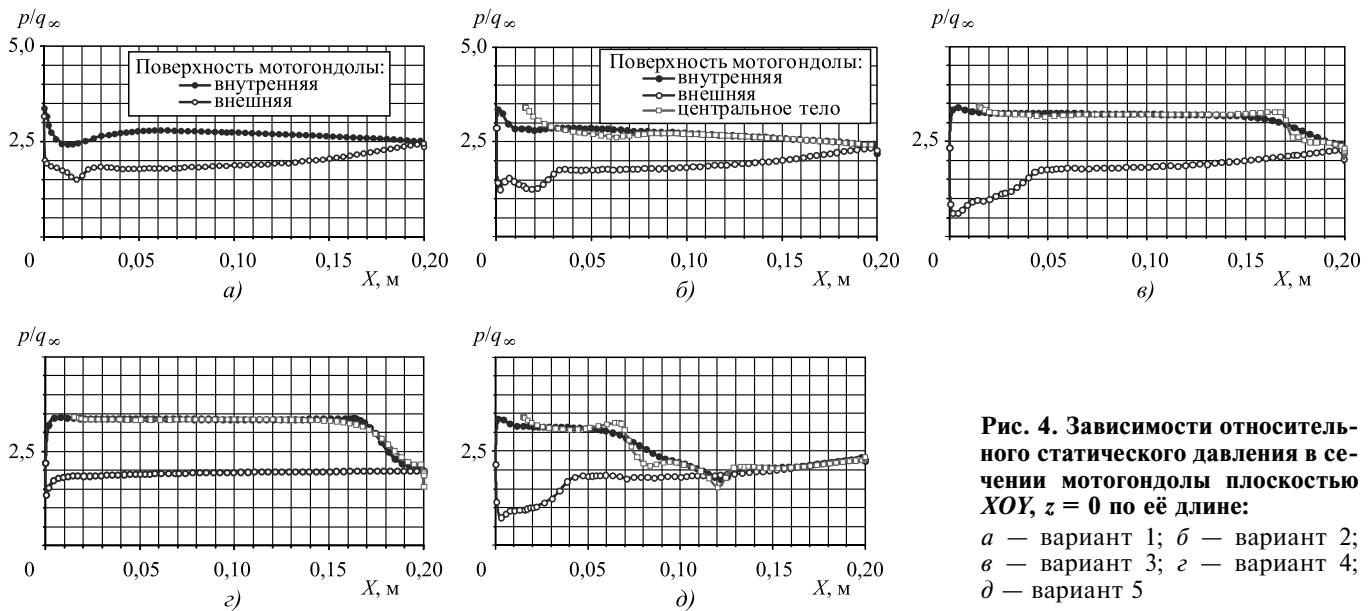 p/q∞
5,0
2,5
Поверхность мотогондолы:
внутренняя
внешняя
0
0,05
0,10
0,15
0,20
X, м
а)
p/q∞
5,0
2,5
Поверхность мотогондолы:
внутренняя
внешняя
центральное тело
0
0,05
0,10
0,15
0,20
X, м
б)
p/q∞
2,5
0
0,05
0,10
0,15
0,20
X, м
в)
p/q∞
2,5
0
0,05
0,10
0,15
0,20
X, м
г)
p/q∞
2,5
0
0,05
0,10
0,15
0,20
X, м
д)
Рис. 4. Зависимости относитель-
ного статического давления в се-
чении мотогондолы плоскостью
XOY, z = 0 по её длине:
а — вариант 1; б — вариант 2;
в — вариант 3; г — вариант 4;
д — вариант 5